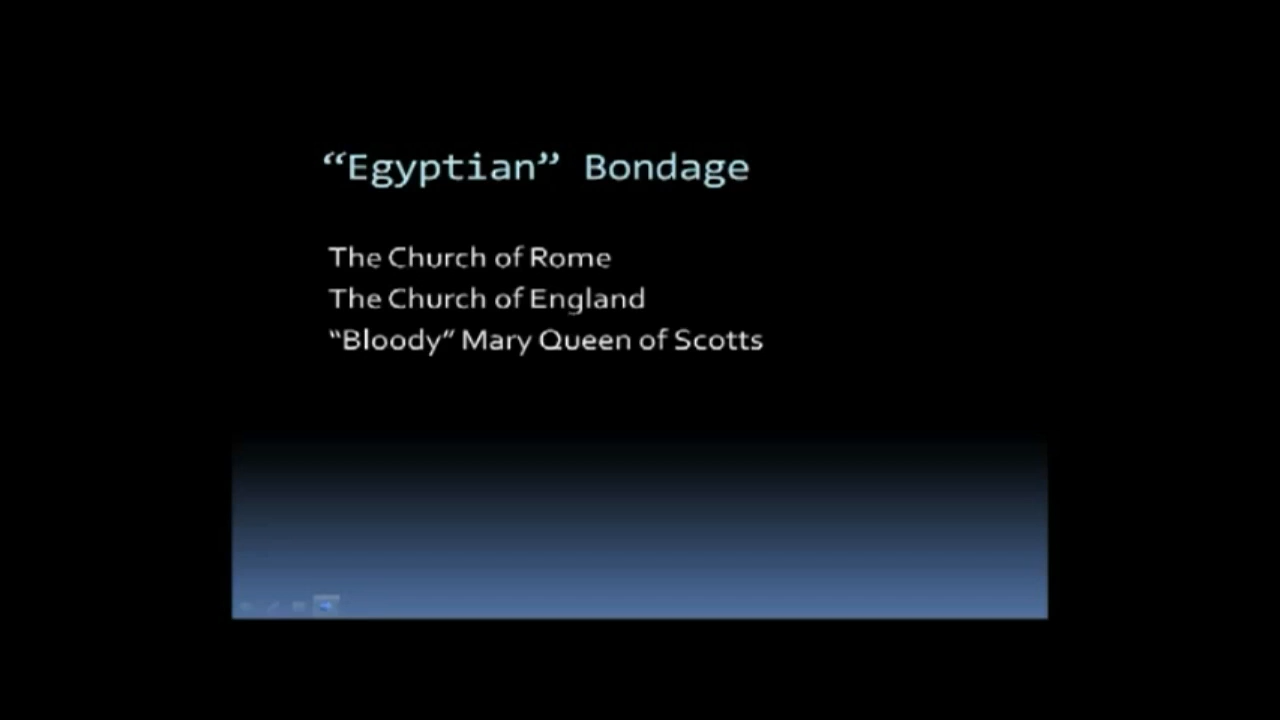 “Egyptian” Bondage
The Church of Rome
The Church of England
“Bloody” Mary Queen of Scotts